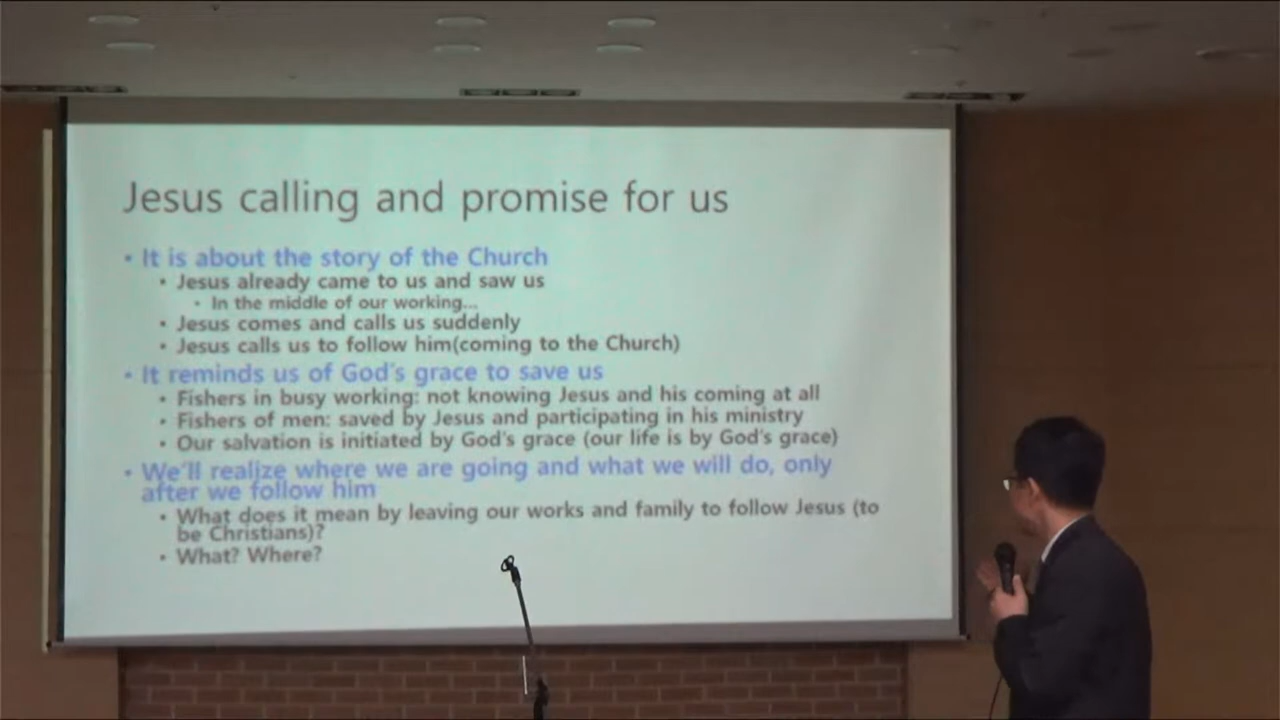 Jesus calling and promise for us
• It is about the story of the Church
• Jesus already came to us and saw us
• In the middle of our working...
• Jesus comes and calls us suddenly
• Jesus calls us to follow him(coming to the Church)
• It reminds us of God's grace to save us
• Fishers in busy working: not knowing Jesus and his coming at all
• Fishers of men: saved by Jesus and participating in his ministry
• Our salvation is initiated by God's grace (our life is by God's grace)
• We'll realize where we are going and what we will do, only
after we follow him
• What does it mean by leaving our works and family to follow Jesus (to
be Christians)?
• What? Where?